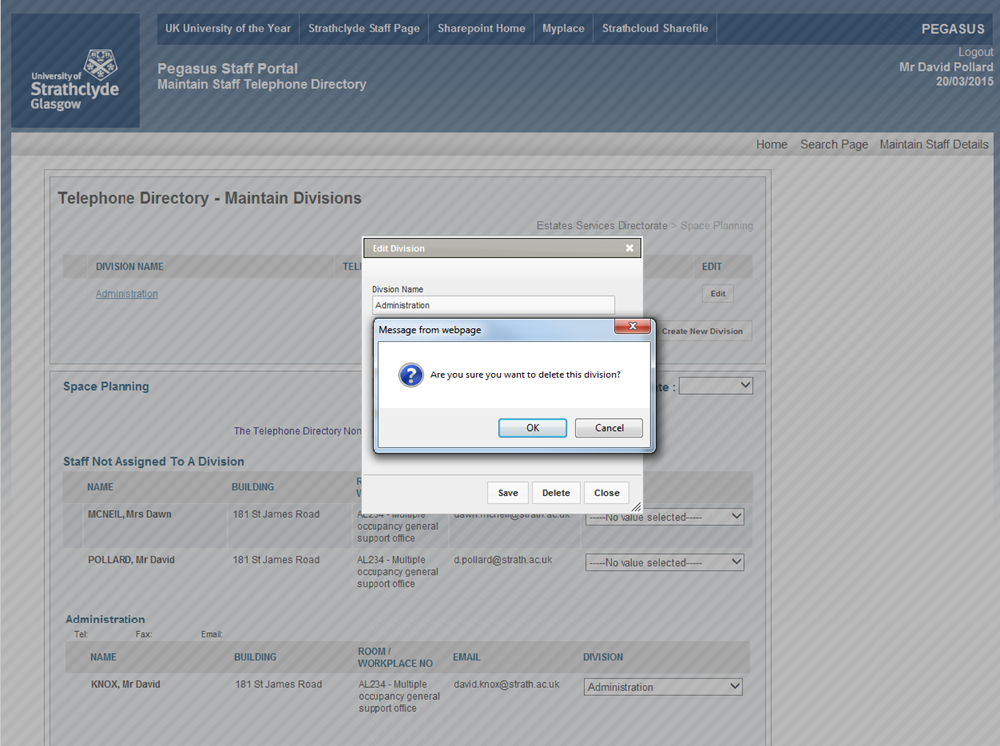 UK University of the Year
Strathclyde Staff Page
Sharepoint Home
Myplace
Strathcloud Sharefile
PEGASUS
Logout
Mr David Pollard
20/03/2015
University of
Strathclyde
Glasgow
Pegasus Staff Portal
Maintain Staff Telephone Directory
Home
Search Page
Maintain Staff Details
Telephone Directory - Maintain Divisions
Estates Services Directorate > Space Planning
DIVISION NAME
EDIT
Administration
Edit
Create New Division
Edit Division
Divsion Name
Administration
Message from webpage
Are you sure you want to delete this division?
OK
Cancel
Save
Delete
Close
Space Planning
The Telephone Directory
Staff Not Assigned To A Division
NAME
BUILDING
MCNEIL, Mrs Dawn
181 St James Road
AL234 - Multiple
occupancy general
support office
dawn.mcneil@strath.ac.uk
-----No value selected-----
POLLARD, Mr David
181 St James Road
AL234 - Multiple
occupancy general
support office
d.pollard@strath.ac.uk
-----No value selected-----
Administration
Tel:
Fax:
Email:
NAME
BUILDING
ROOM /
WORKPLACE NO
EMAIL
DIVISION
KNOX, Mr David
181 St James Road
AL234 - Multiple
occupancy general
support office
david.knox@strath.ac.uk
Administration